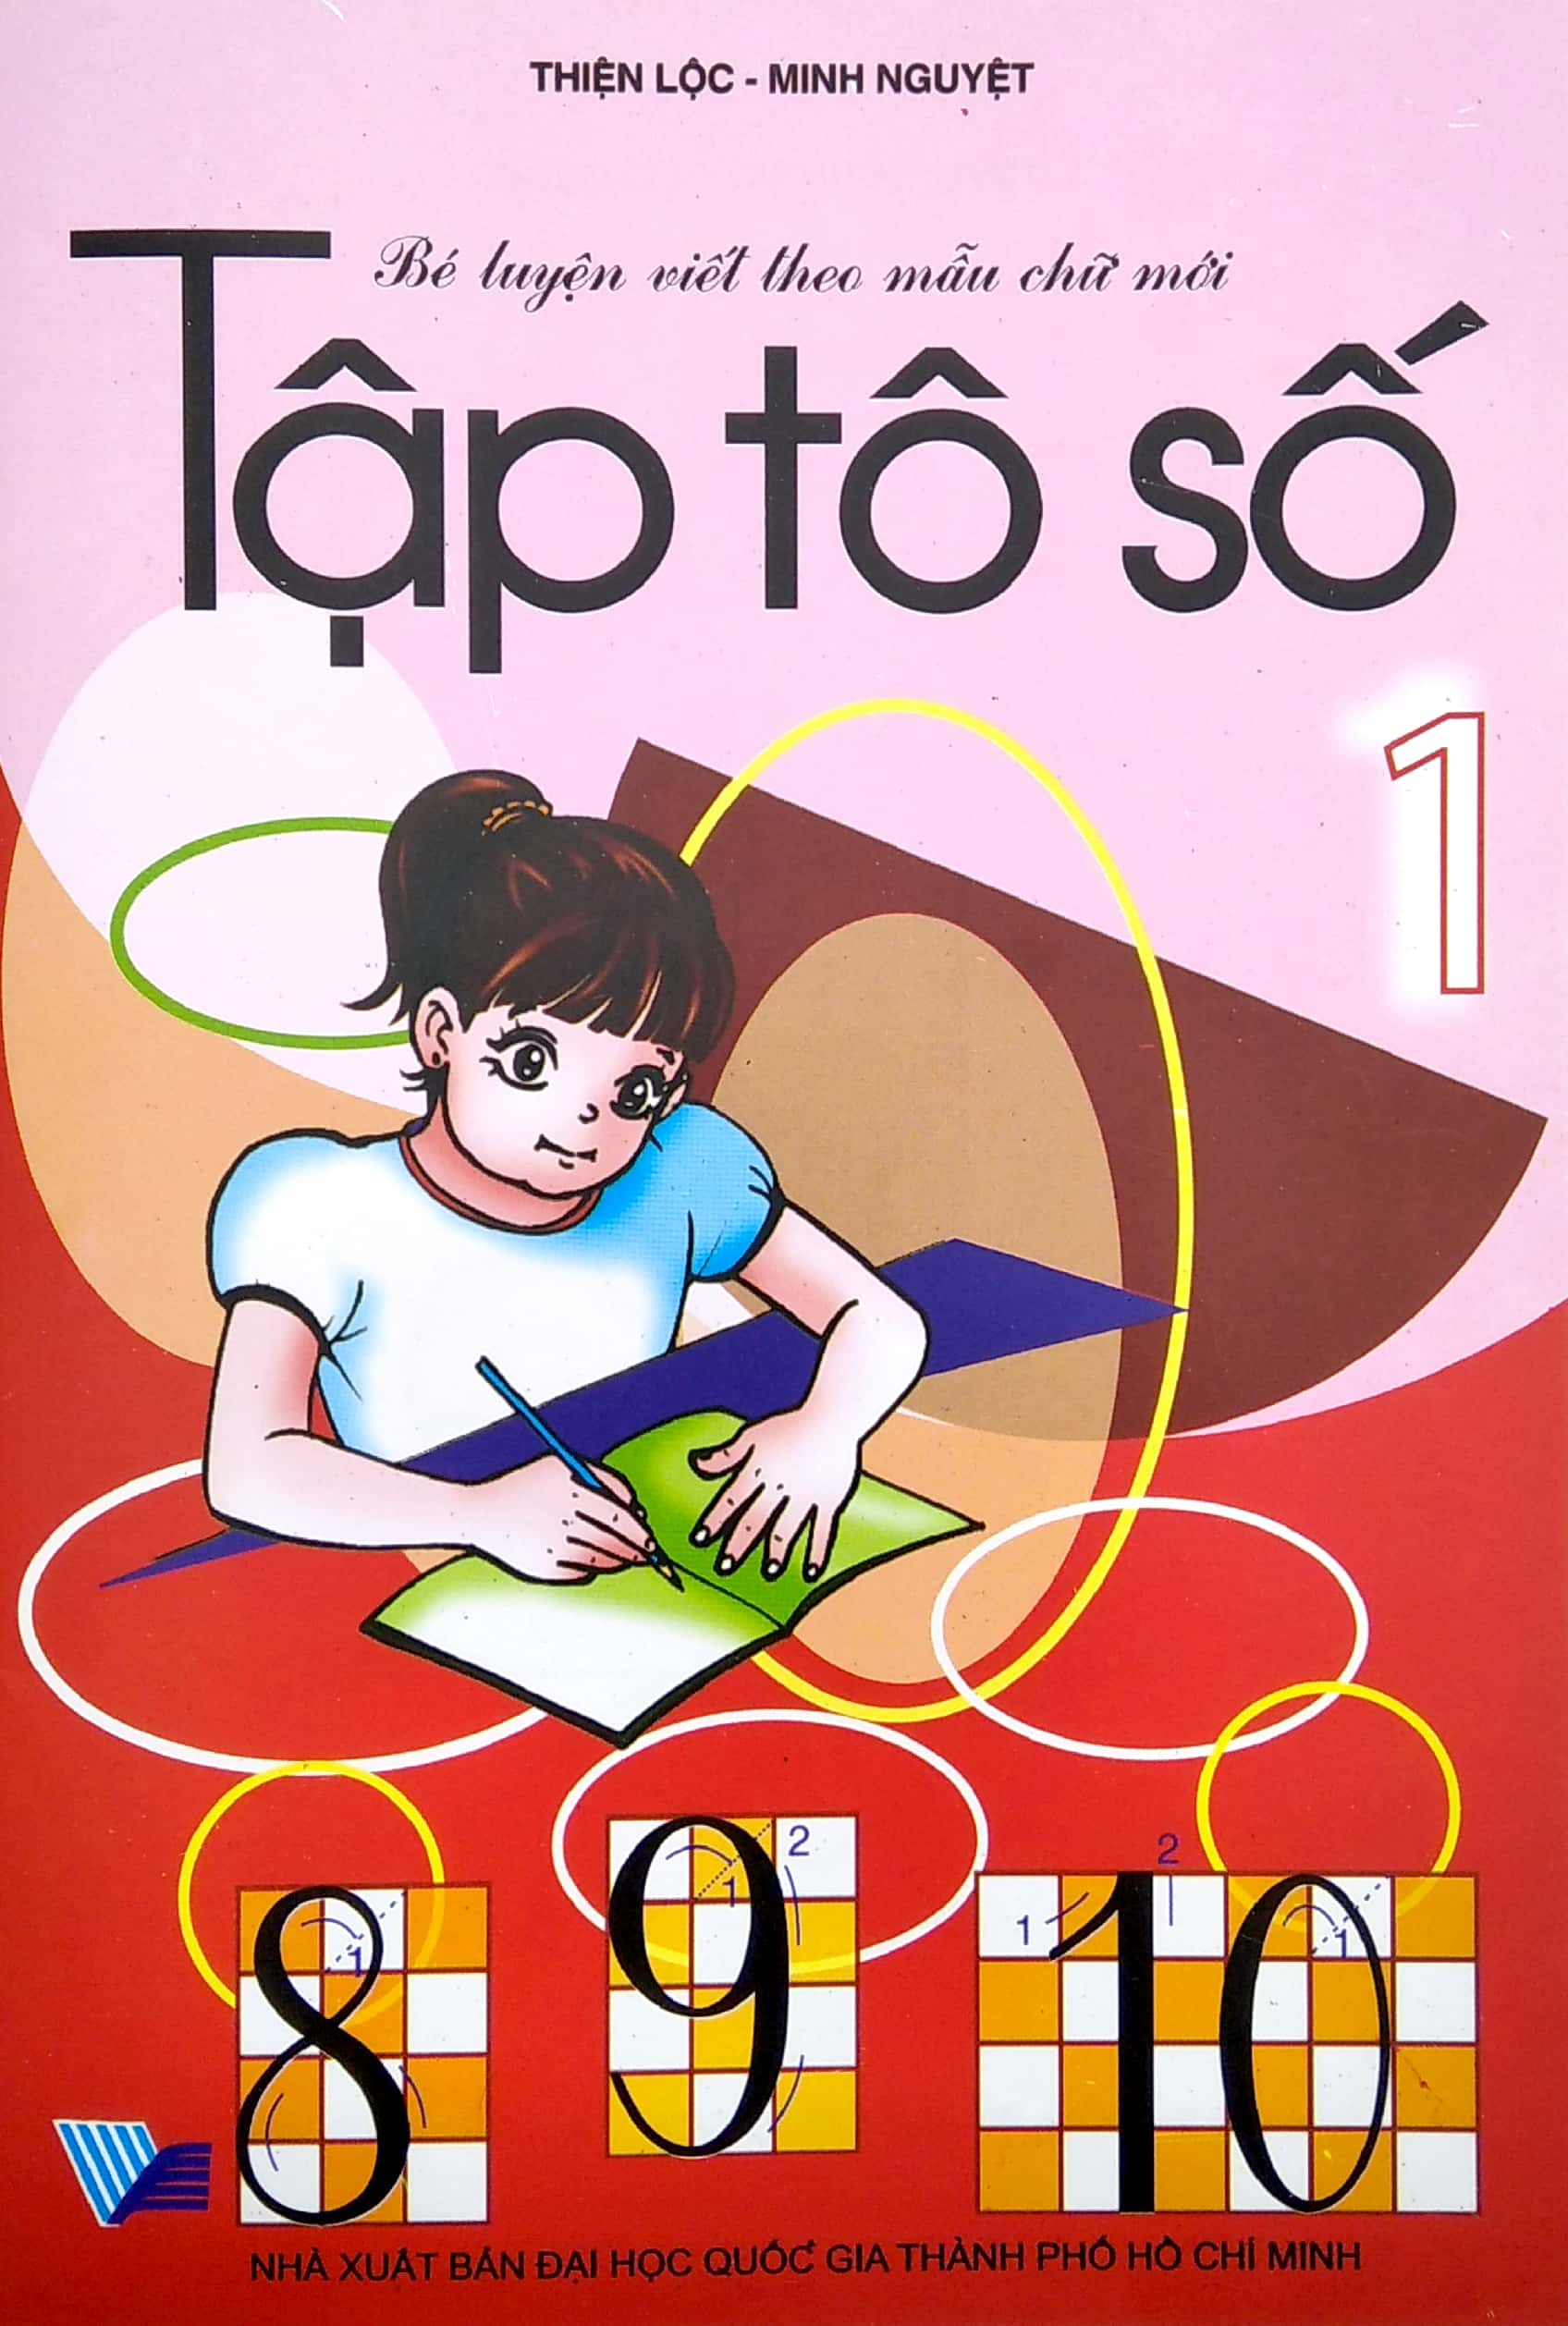 THIỆN LỘC - MINH NGUYỆT
Bé luyện viết theo mẫu chữ mới
Tập tô số
1
8
1
9
1
2
10
1
2
1
NHÀ XUẤT BẢN ĐẠI HỌC QUỐC GIA THÀNH PHỐ HỒ CHÍ MINH